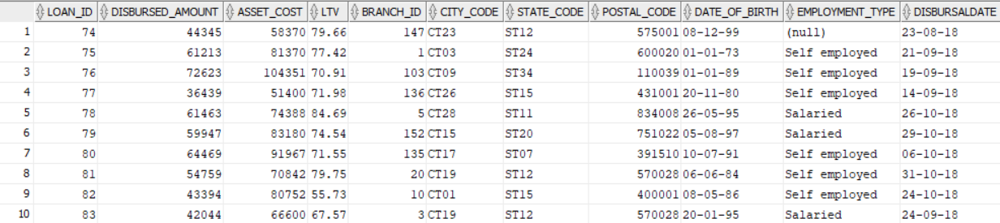 LOAN_ID DISBURSED_AMOUNT ASSET_COST LTV BRANCH_ID CITY_CODE STATE_CODE POSTAL_CODE DATE_OF_BIRTH EMPLOYMENT_TYPE DISBURSALDATE
1 74 44345 58370 79.66 147 CT23 ST12 575001 08-12-99 (null) 23-08-18
2 75 61213 81370 77.42 1 CT03 ST24 600020 01-01-73 Self employed 21-09-18
3 76 72623 104351 70.91 103 CT09 ST34 110039 01-01-89 Self employed 19-09-18
4 77 36439 51400 71.98 136 CT26 ST15 431001 20-11-80 Self employed 14-09-18
5 78 61463 74388 84.69 5 CT28 ST11 834008 26-05-95 Salaried 26-10-18
6 79 59947 83180 74.54 152 CT15 ST20 751022 05-08-97 Salaried 29-10-18
7 80 64469 91967 71.55 135 CT17 ST07 391510 10-07-91 Self employed 06-10-18
8 81 54759 70842 79.75 20 CT19 ST12 570028 06-06-84 Self employed 31-10-18
9 82 43394 80752 55.73 10 CT01 ST15 400001 08-05-86 Self employed 24-10-18
10 83 42044 66600 67.57 3 CT19 ST12 570028 20-01-95 Salaried 24-09-18